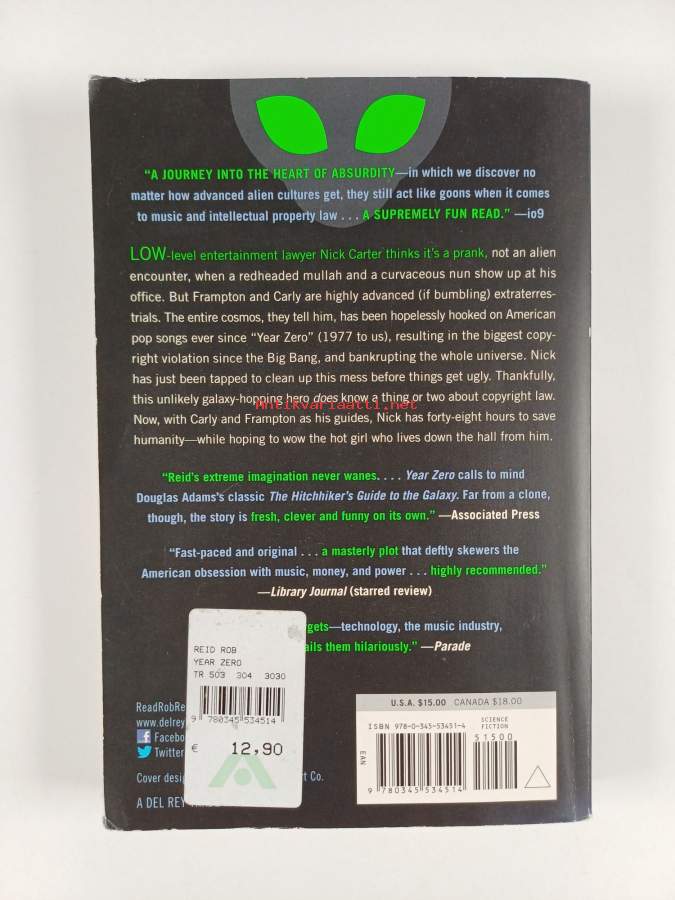 “A JOURNEY INTO THE HEART OF ABSURDITY—in which we discover no
matter how advanced alien cultures get, they still act like goons when it comes
to music and intellectual property law . . . A SUPREMELY FUN READ.” —io9
LOW-level entertainment lawyer Nick Carter thinks it’s a prank, not an alien
encounter, when a redheaded mullah and a curvaceous nun show up at his
office. But Frampton and Carly are highly advanced (if bumbling) extraterres-
trials. The entire cosmos, they tell him, has been hopelessly hooked on American
pop songs ever since “Year Zero” (1977 to us), resulting in the biggest copy-
right violation since the Big Bang, and bankrupting the whole universe. Nick
has just been tapped to clean up this mess before things get ugly. Thankfully,
this unlikely galaxy-hopping hero does know a thing or two about copyright law.
Antikvariaatti.net
Now, with Carly and Frampton as his guides, Nick has forty-eight hours to save
humanity—while hoping to wow the hot girl who lives down the hall from him.
“Reid’s extreme imagination never wanes. . . . Year Zero calls to mind
Douglas Adams’s classic The Hitchhiker’s Guide to the Galaxy. Far from a clone,
though, the story is fresh, clever and funny on its own.” —Associated Press
“Fast-paced and original . . . a masterly plot that deftly skewers the
American obsession with music, money, and power . . . highly recommended.”
—Library Journal (starred review)
rgets—technology, the music industry,
ails them hilariously.” —Parade
REID ROB
YEAR ZERO
TR 503 304 3030
9 780345 534514
€ 12,90
ReadRobRe
www.delrey
Facebo
Twitter
Cover desig
t Co.
A DEL REY
U.S.A. $15.00 CANADA $18.00
ISBN 978-0-345-53451-4
SCIENCE
FICTION
51500
EAN
9 780345 534514